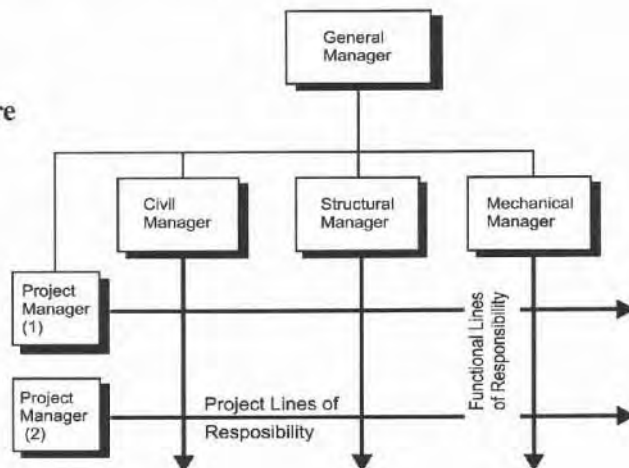 General
Manager
re
Civil
Manager
Structural
Manager
Mechanical
Manager
Project
Manager
(1)
Functional Lines
of Responsibility
Project
Manager
(2)
Project Lines of
Resposibility